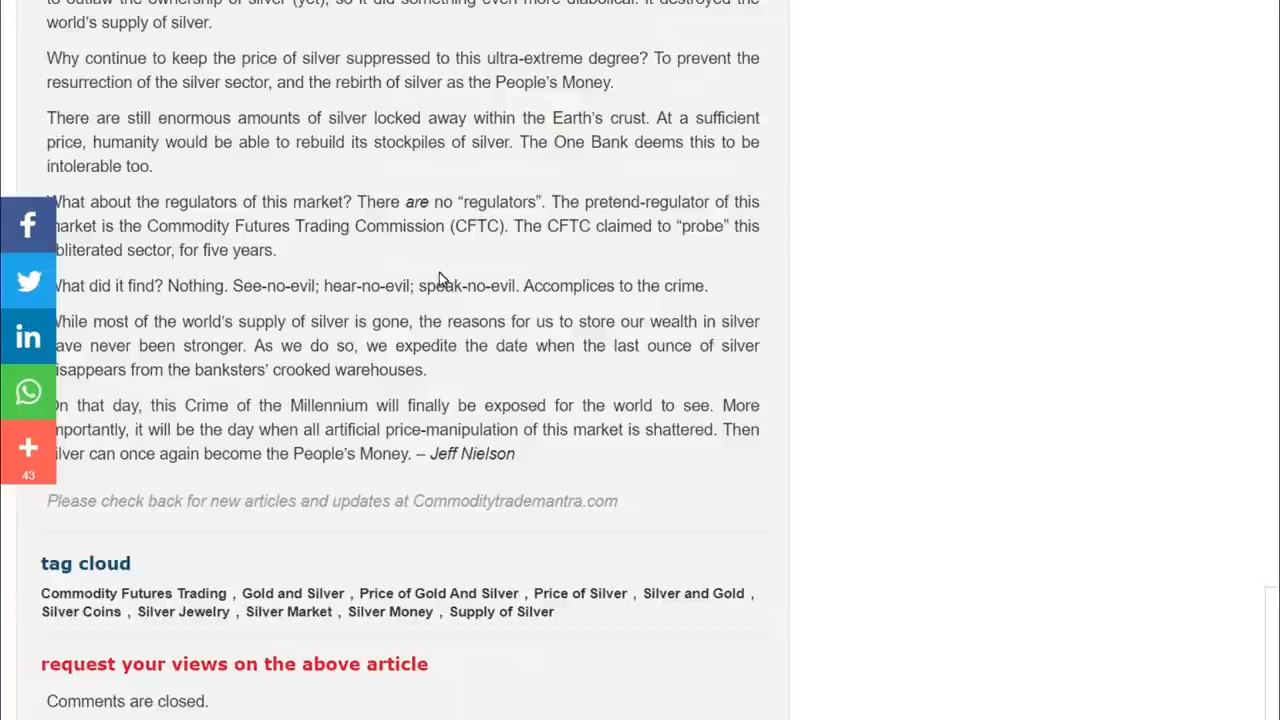 to outlaw the ownership of silver (yet), so it did something even more diabolical. It destroyed the
world's supply of silver.
Why continue to keep the price of silver suppressed to this ultra-extreme degree? To prevent the
resurrection of the silver sector, and the rebirth of silver as the People's Money.
There are still enormous amounts of silver locked away within the Earth's crust. At a sufficient
price, humanity would be able to rebuild its stockpiles of silver. The One Bank deems this to be
intolerable too.
What about the regulators of this market? There are no “regulators”. The pretend-regulator of this
market is the Commodity Futures Trading Commission (CFTC). The CFTC claimed to “probe” this
obliterated sector, for five years.
What did it find? Nothing. See-no-evil; hear-no-evil; speak-no-evil. Accomplices to the crime.
While most of the world's supply of silver is gone, the reasons for us to store our wealth in silver
have never been stronger. As we do so, we expedite the date when the last ounce of silver
disappears from the banksters' crooked warehouses.
On that day, this Crime of the Millennium will finally be exposed for the world to see. More
importantly, it will be the day when all artificial price-manipulation of this market is shattered. Then
silver can once again become the People's Money. – Jeff Nielson
43
Please check back for new articles and updates at Commoditytrademantra.com
tag cloud
Commodity Futures Trading , Gold and Silver , Price of Gold And Silver , Price of Silver , Silver and Gold ,
Silver Coins , Silver Jewelry , Silver Market , Silver Money , Supply of Silver
request your views on the above article
Comments are closed.